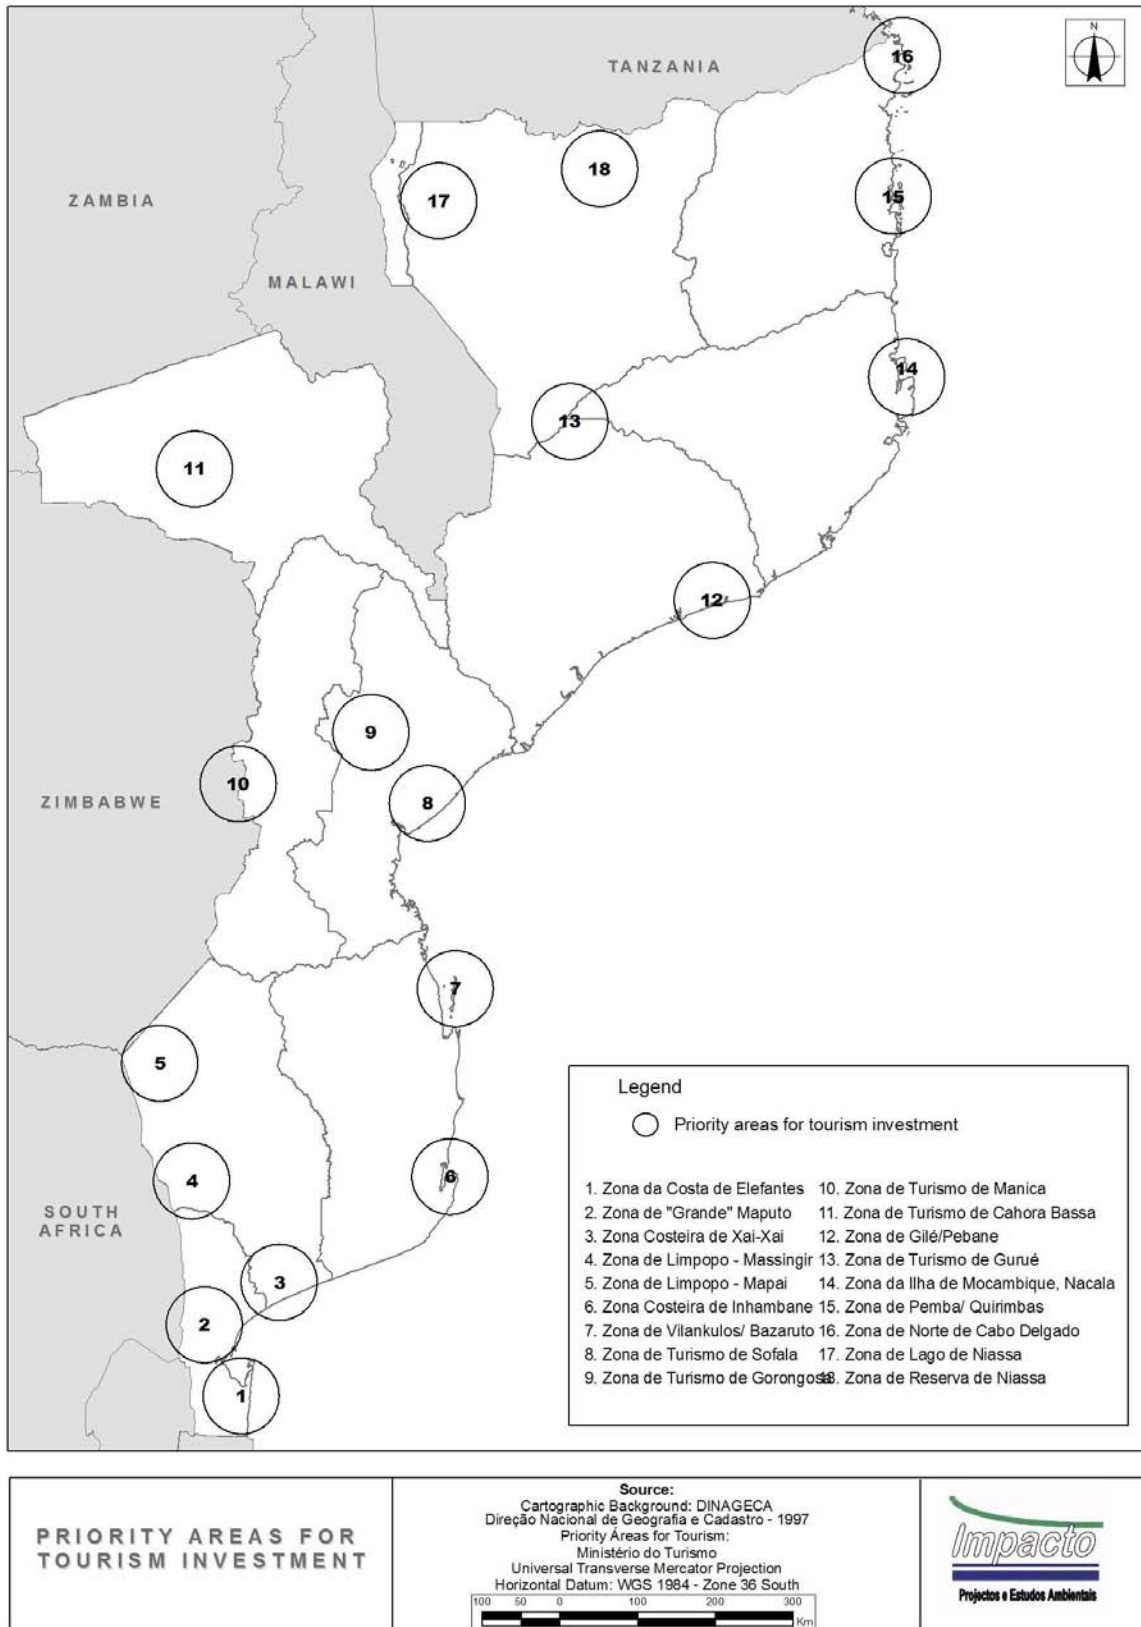 N
TANZANIA
16
18
17
15
ZAMBIA
MALAWI
14
13
11
12
9
10
8
ZIMBABWE
7
5
6
4
SOUTH
AFRICA
3
2
1
Legend
Priority areas for tourism investment
1. Zona da Costa de Elefantes
2. Zona de "Grande" Maputo
3. Zona Costeira de Xai-Xai
4. Zona de Limpopo - Massingir
5. Zona de Limpopo - Mapai
6. Zona Costeira de Inhambane
7. Zona de Vilankulos/ Bazaruto
8. Zona de Turismo de Sofala
9. Zona de Turismo de Gorongosa
10. Zona de Turismo de Manica
11. Zona de Turismo de Cahora Bassa
12. Zona de Gilé/Pebane
13. Zona de Turismo de Gurué
14. Zona da Ilha de Mocambique, Nacala
15. Zona de Pemba/ Quirimbas
16. Zona de Norte de Cabo Delgado
17. Zona de Lago de Niassa
18. Zona de Reserva de Niassa
PRIORITY AREAS FOR
TOURISM INVESTMENT
Source:
Cartographic Background: DINAGECA
Direção Nacional de Geografia e Cadastro - 1997
Priority Áreas for Tourism:
Ministério do Turismo
Universal Transverse Mercator Projection
Horizontal Datum: WGS 1984 - Zone 36 South
100 50 0 100 200 300
Km
Impacto
Projectos e Estudos Ambientais